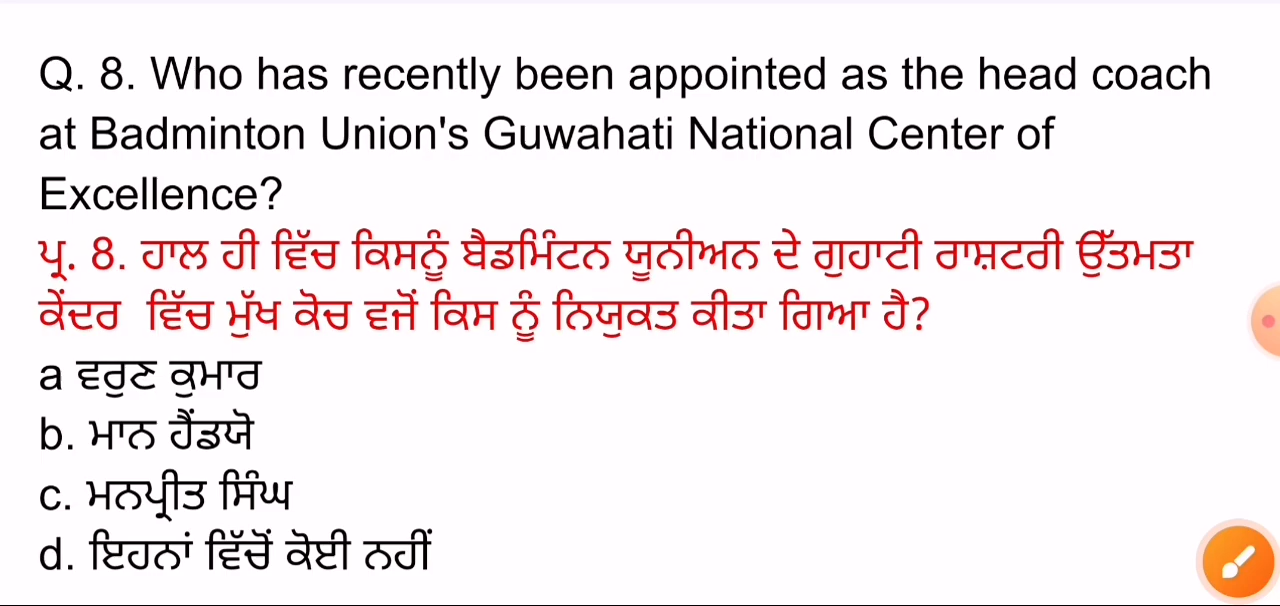 Q. 8. Who has recently been appointed as the head coach
at Badminton Union's Guwahati National Center of
Excellence?
ਪ੍ਰ. 8. ਹਾਲ ਹੀ ਵਿੱਚ ਕਿਸਨੂੰ ਬੈਡਮਿੰਟਨ ਯੂਨੀਅਨ ਦੇ ਗੁਹਾਟੀ ਰਾਸ਼ਟਰੀ ਉੱਤਮਤਾ
ਕੇਂਦਰ ਵਿੱਚ ਮੁੱਖ ਕੋਚ ਵਜੋਂ ਕਿਸ ਨੂੰ ਨਿਯੁਕਤ ਕੀਤਾ ਗਿਆ ਹੈ?
a ਵਰੁਣ ਕੁਮਾਰ
b. ਮਾਨ ਹੈਂਡਯੋ
c. ਮਨਪ੍ਰੀਤ ਸਿੰਘ
d. ਇਹਨਾਂ ਵਿੱਚੋਂ ਕੋਈ ਨਹੀਂ